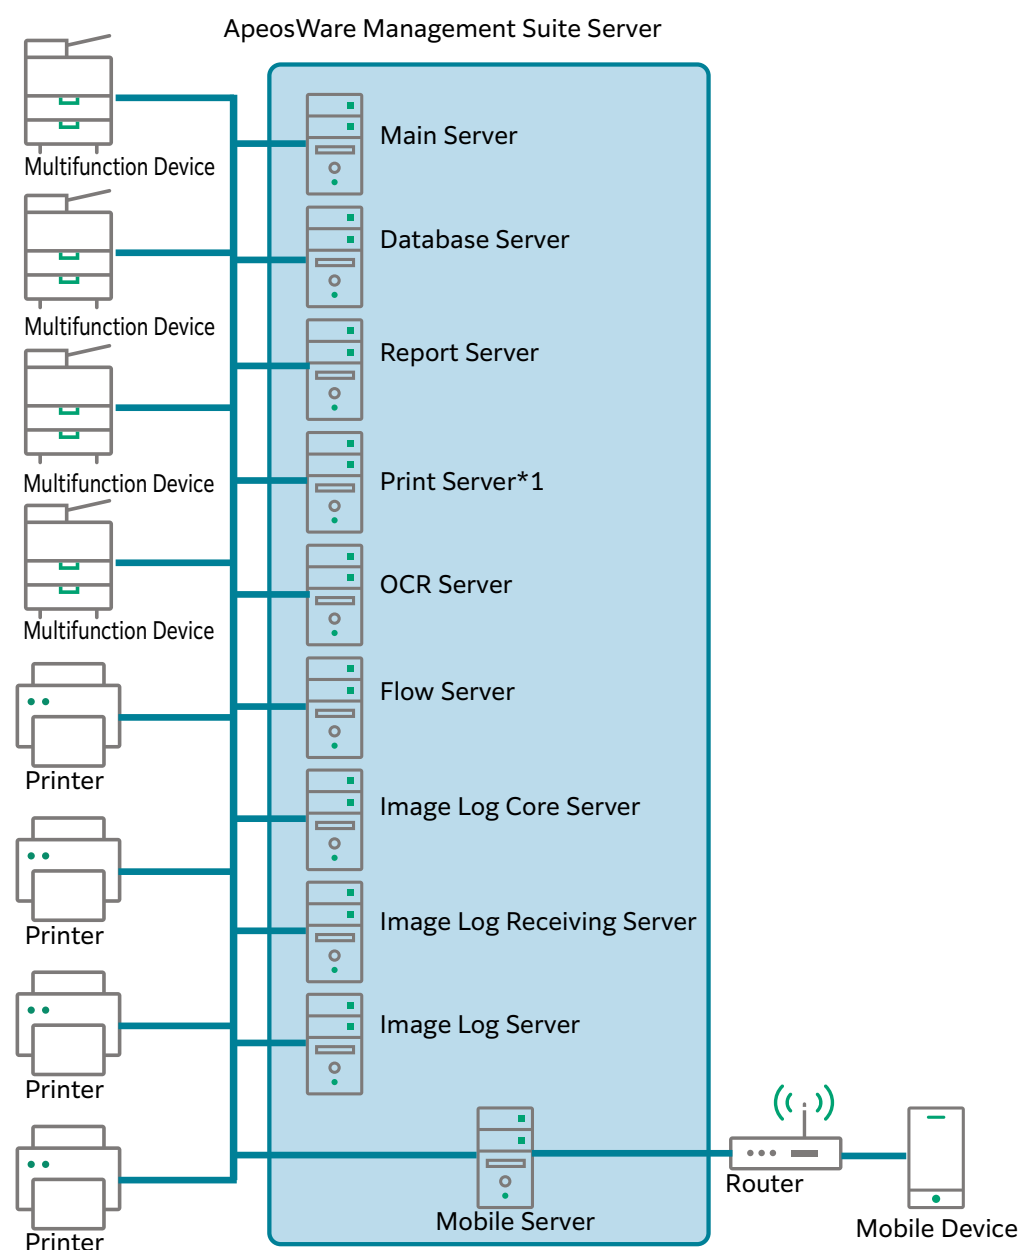 ApeosWare Management Suite Server
Main Server
Multifunction Device
Database Server
Multifunction Device
Report Server
Multifunction Device
Print Server*1
OCR Server
Multifunction Device
Flow Server
Printer
Image Log Core Server
Printer
Image Log Receiving Server
Image Log Server
Printer
Router
Mobile Server
Mobile Device
Printer